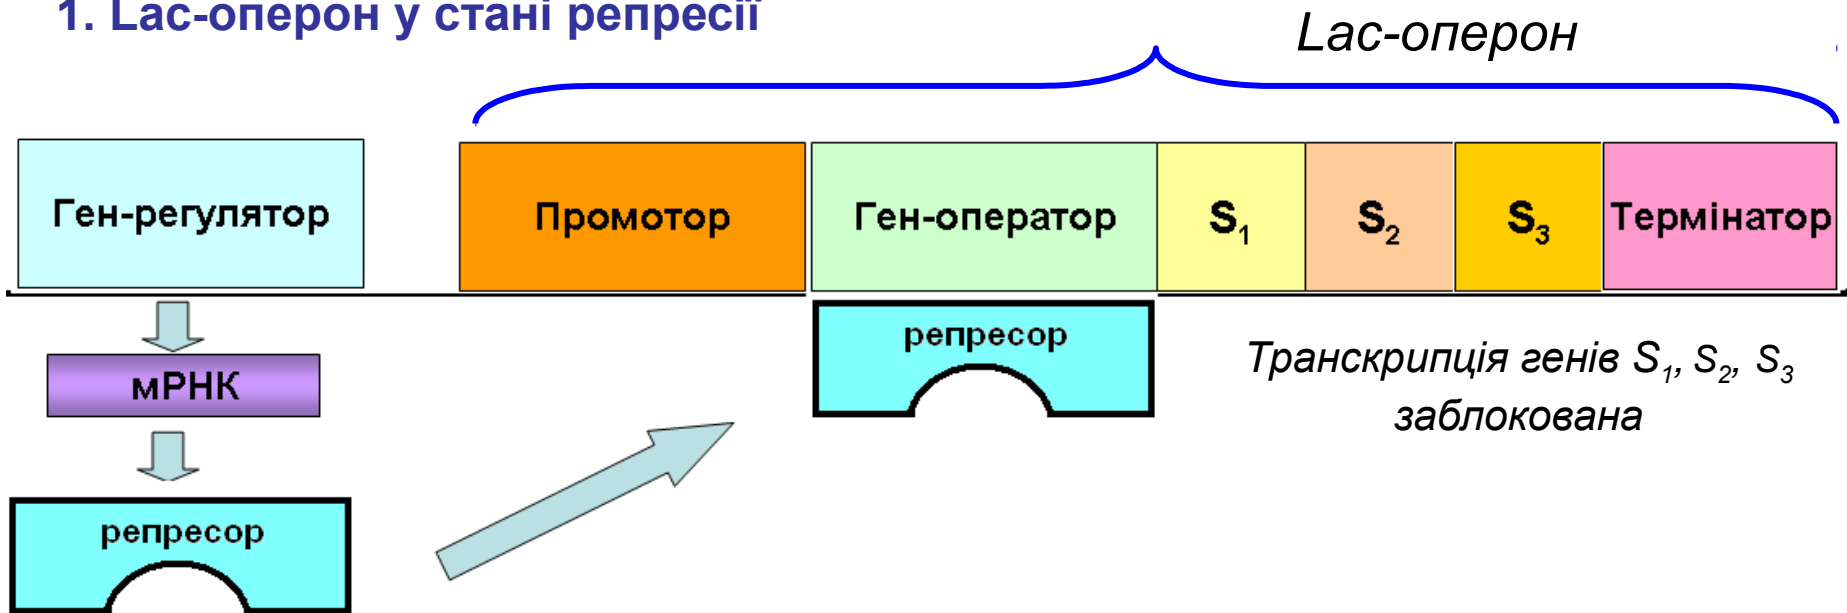 1. Lac-оперон у стані репресії
Lac-оперон
Ген-регулятор
Промотор
Ген-оператор
S₁
S₂
S₃
Термінатор
мРНК
репресор
репресор
Транскрипція генів S₁, S₂, S₃
заблокована